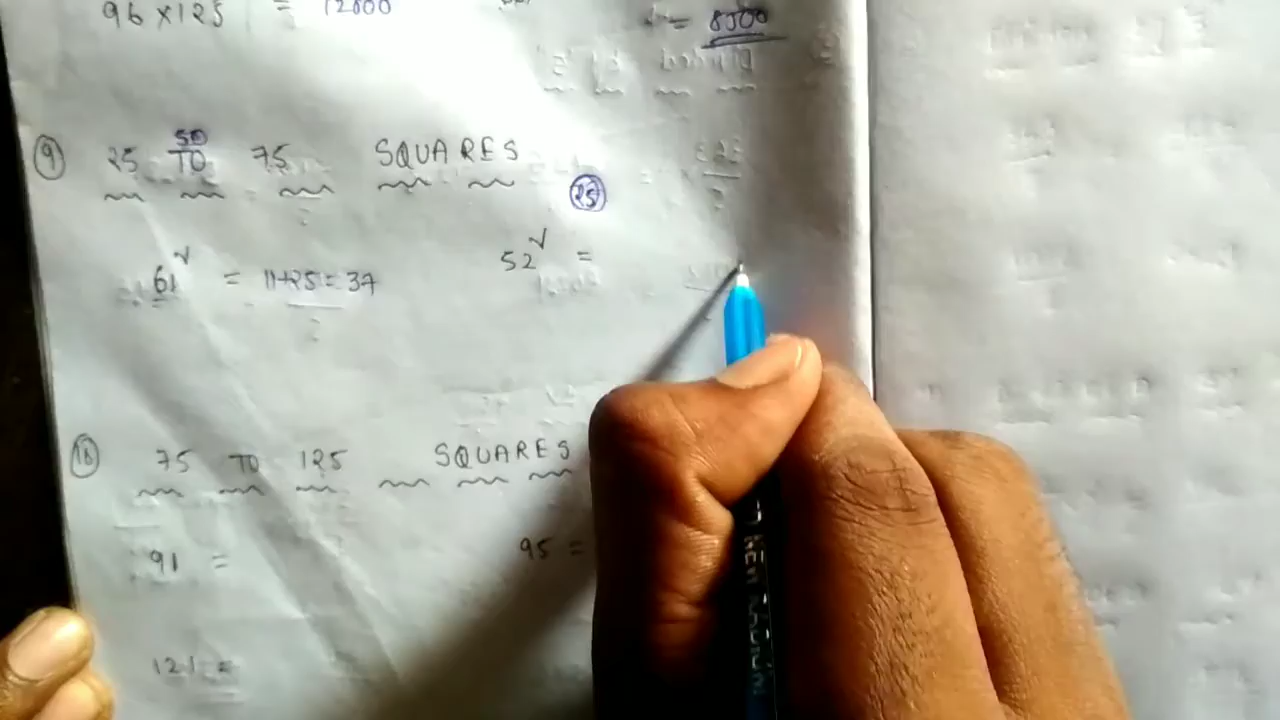 96 × 125 = 12000
= 8500
⑨ 25 TO 75 SQUARES
50
25
61² = 11+25 = 37
52² =
⑩ 75 TO 125 SQUARES
91 =
95 =
121 =